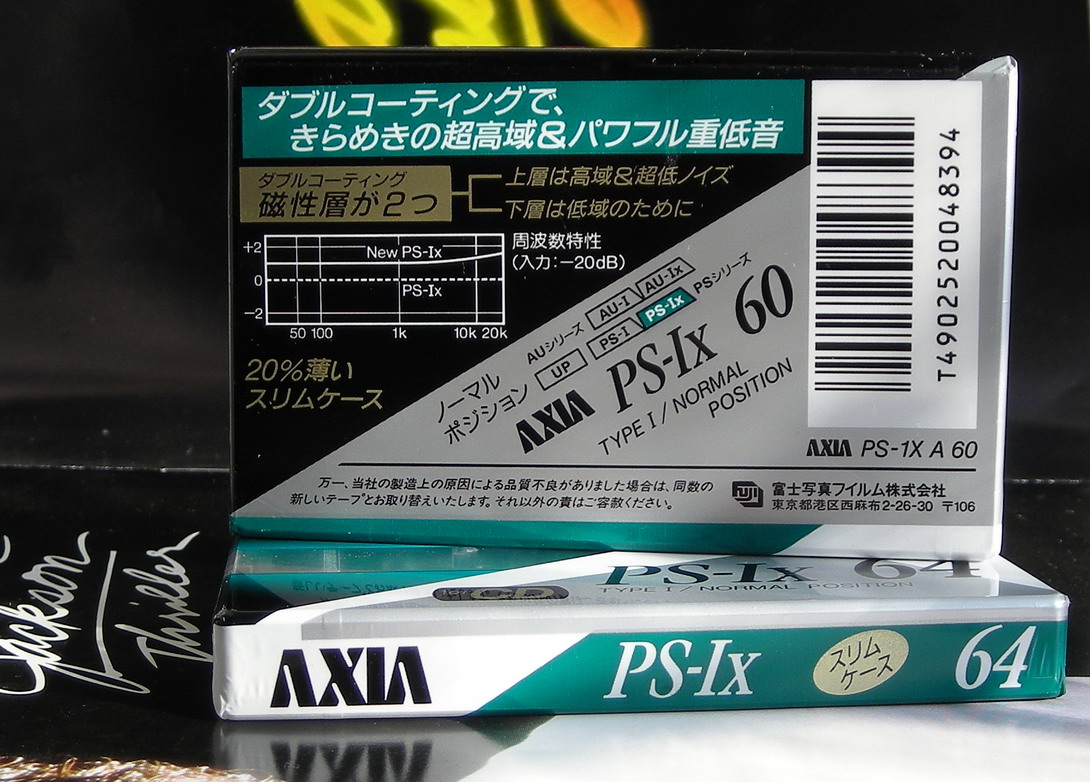 ダブルコーティングで、
きらめきの超高域&パワフル重低音
ダブルコーティング
磁性層が2つ
上層は高域&超低ノイズ
下層は低域のために
周波数特性
(入力:−20dB)
+2
0
−2
New PS-Ix
PS-Ix
50 100 1k 10k 20k
20%薄い
スリムケース
AUシリーズ AU-I AU-Ix
UP PS-I PS-Ix PSシリーズ
ノーマル
ポジション
AXIA PS-Ix 60
TYPE I / NORMAL
POSITION
T4902520048394
AXIA PS-1X A 60
万一、当社の製造上の原因による品質不良がありました場合は、同数の
新しいテープとお取り替えいたします。それ以外の責はご容赦ください。
FUJI
富士写真フイルム株式会社
東京都港区西麻布2-26-30 〒106
PS-Ix 64
TYPE I / NORMAL POSITION
CD
AXIA PS-Ix スリム
ケース 64
Jackson
Thriller